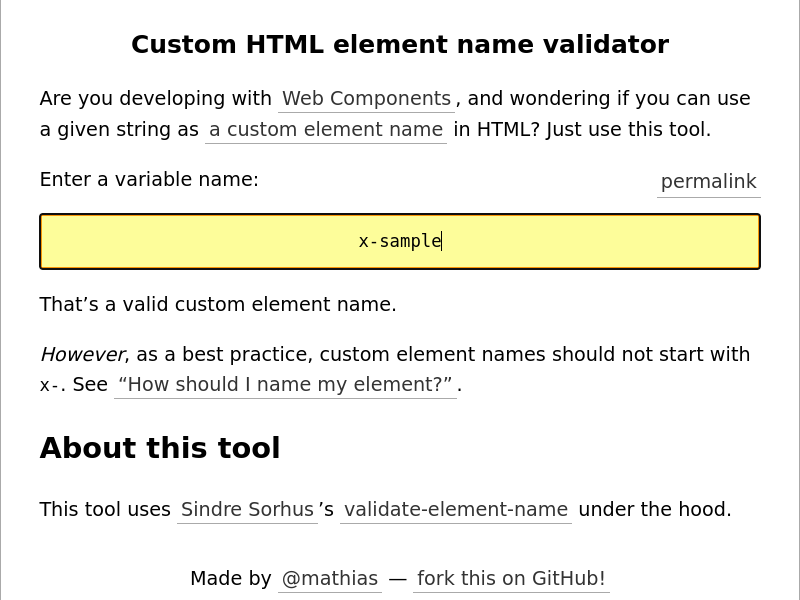 Custom HTML element name validator
Are you developing with Web Components, and wondering if you can use
a given string as a custom element name in HTML? Just use this tool.
Enter a variable name:
permalink
x-sample
That’s a valid custom element name.
However, as a best practice, custom element names should not start with
x-. See “How should I name my element?”.
About this tool
This tool uses Sindre Sorhus’s validate-element-name under the hood.
Made by @mathias — fork this on GitHub!